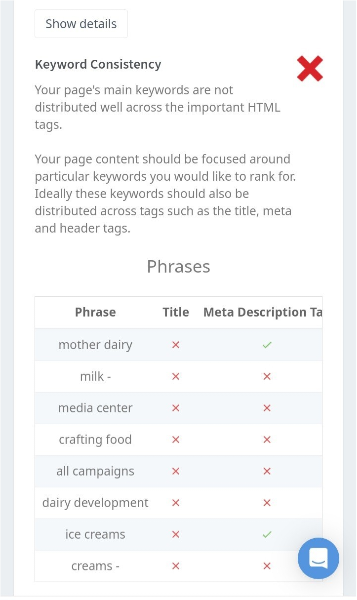 Show details
Keyword Consistency
Your page's main keywords are not
distributed well across the important HTML
tags.
Your page content should be focused around
particular keywords you would like to rank for.
Ideally these keywords should also be
distributed across tags such as the title, meta
and header tags.
Phrases
Phrase Title Meta Description Ta
mother dairy
milk -
media center
crafting food
all campaigns
dairy development
ice creams
creams -